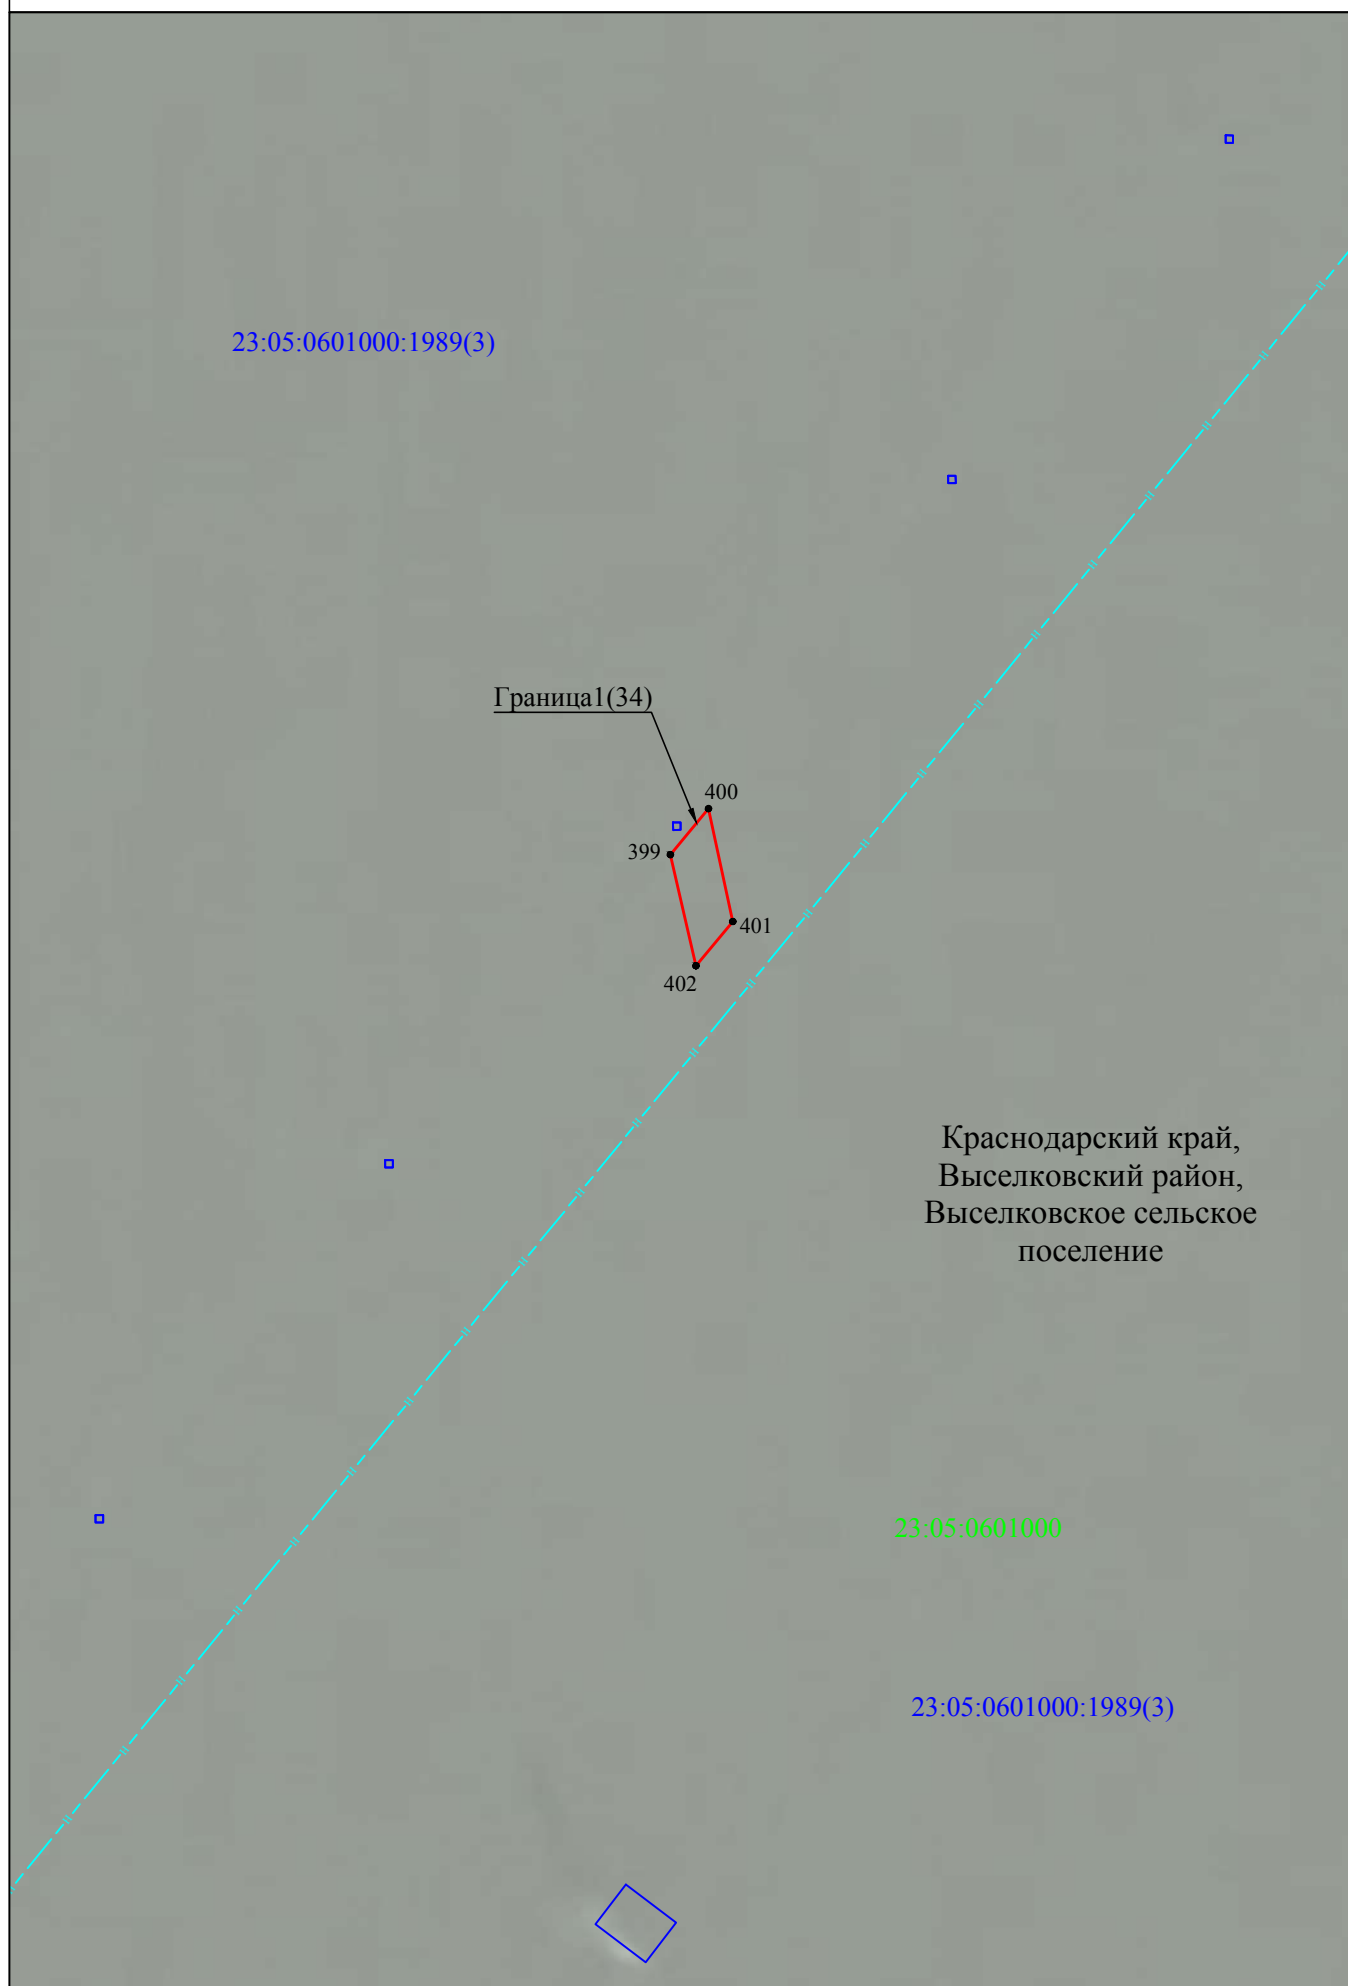 23:05:0601000:1989(3)
Граница1(34)
400
399
401
402
Краснодарский край,
Выселковский район,
Выселковское сельское
поселение
23:05:0601000
23:05:0601000:1989(3)